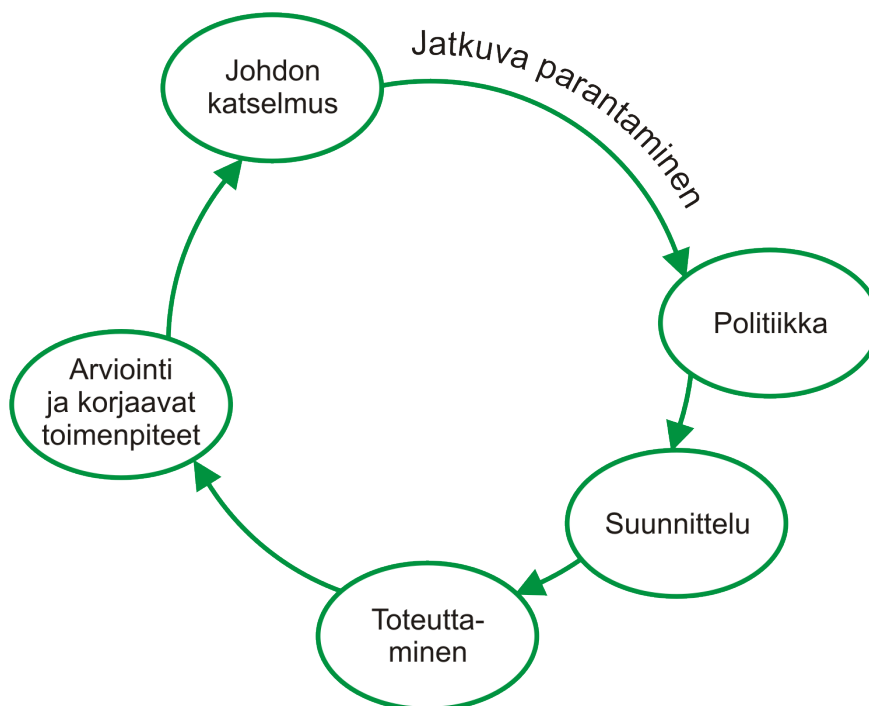 Johdon
katselmus
Jatkuva parantaminen
Politiikka
Suunnittelu
Toteutta-
minen
Arviointi
ja korjaavat
toimenpiteet